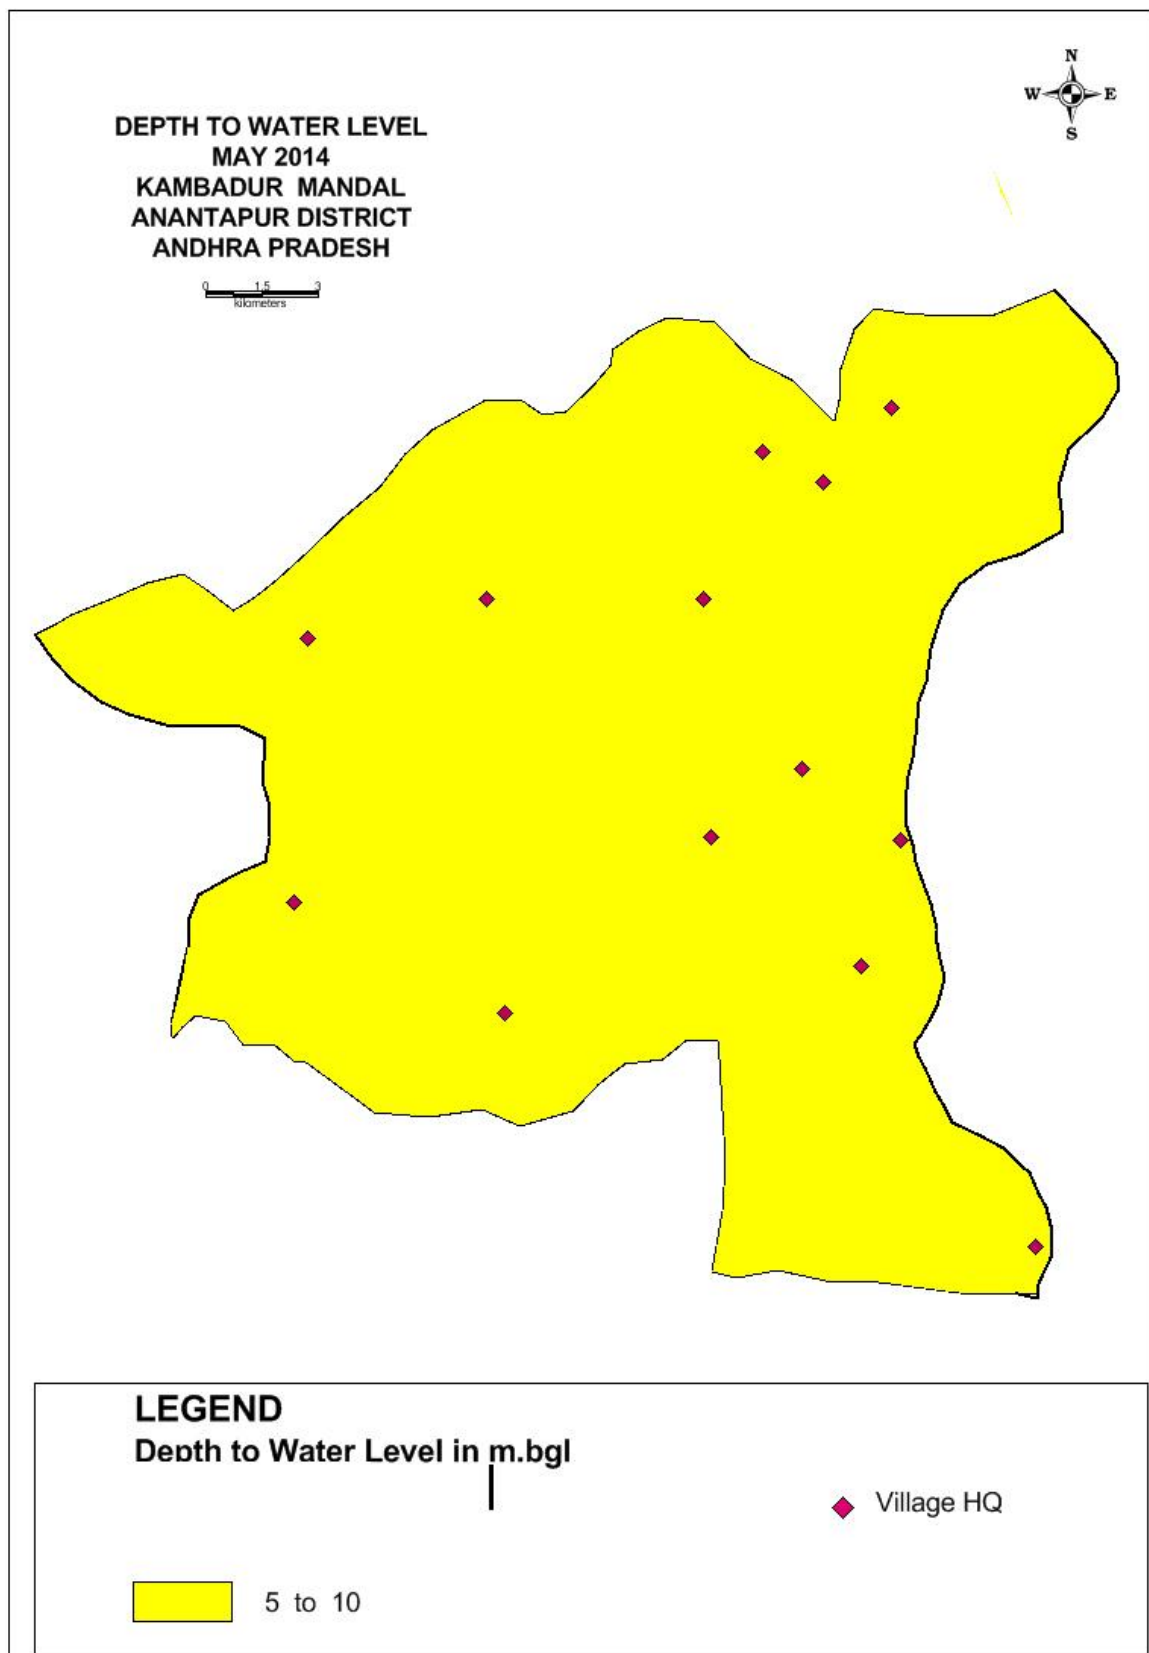 N
W E
S
DEPTH TO WATER LEVEL
MAY 2014
KAMBADUR MANDAL
ANANTAPUR DISTRICT
ANDHRA PRADESH
0 1.5 3
kilometers
LEGEND
Depth to Water Level in m.bgl
Village HQ
5 to 10